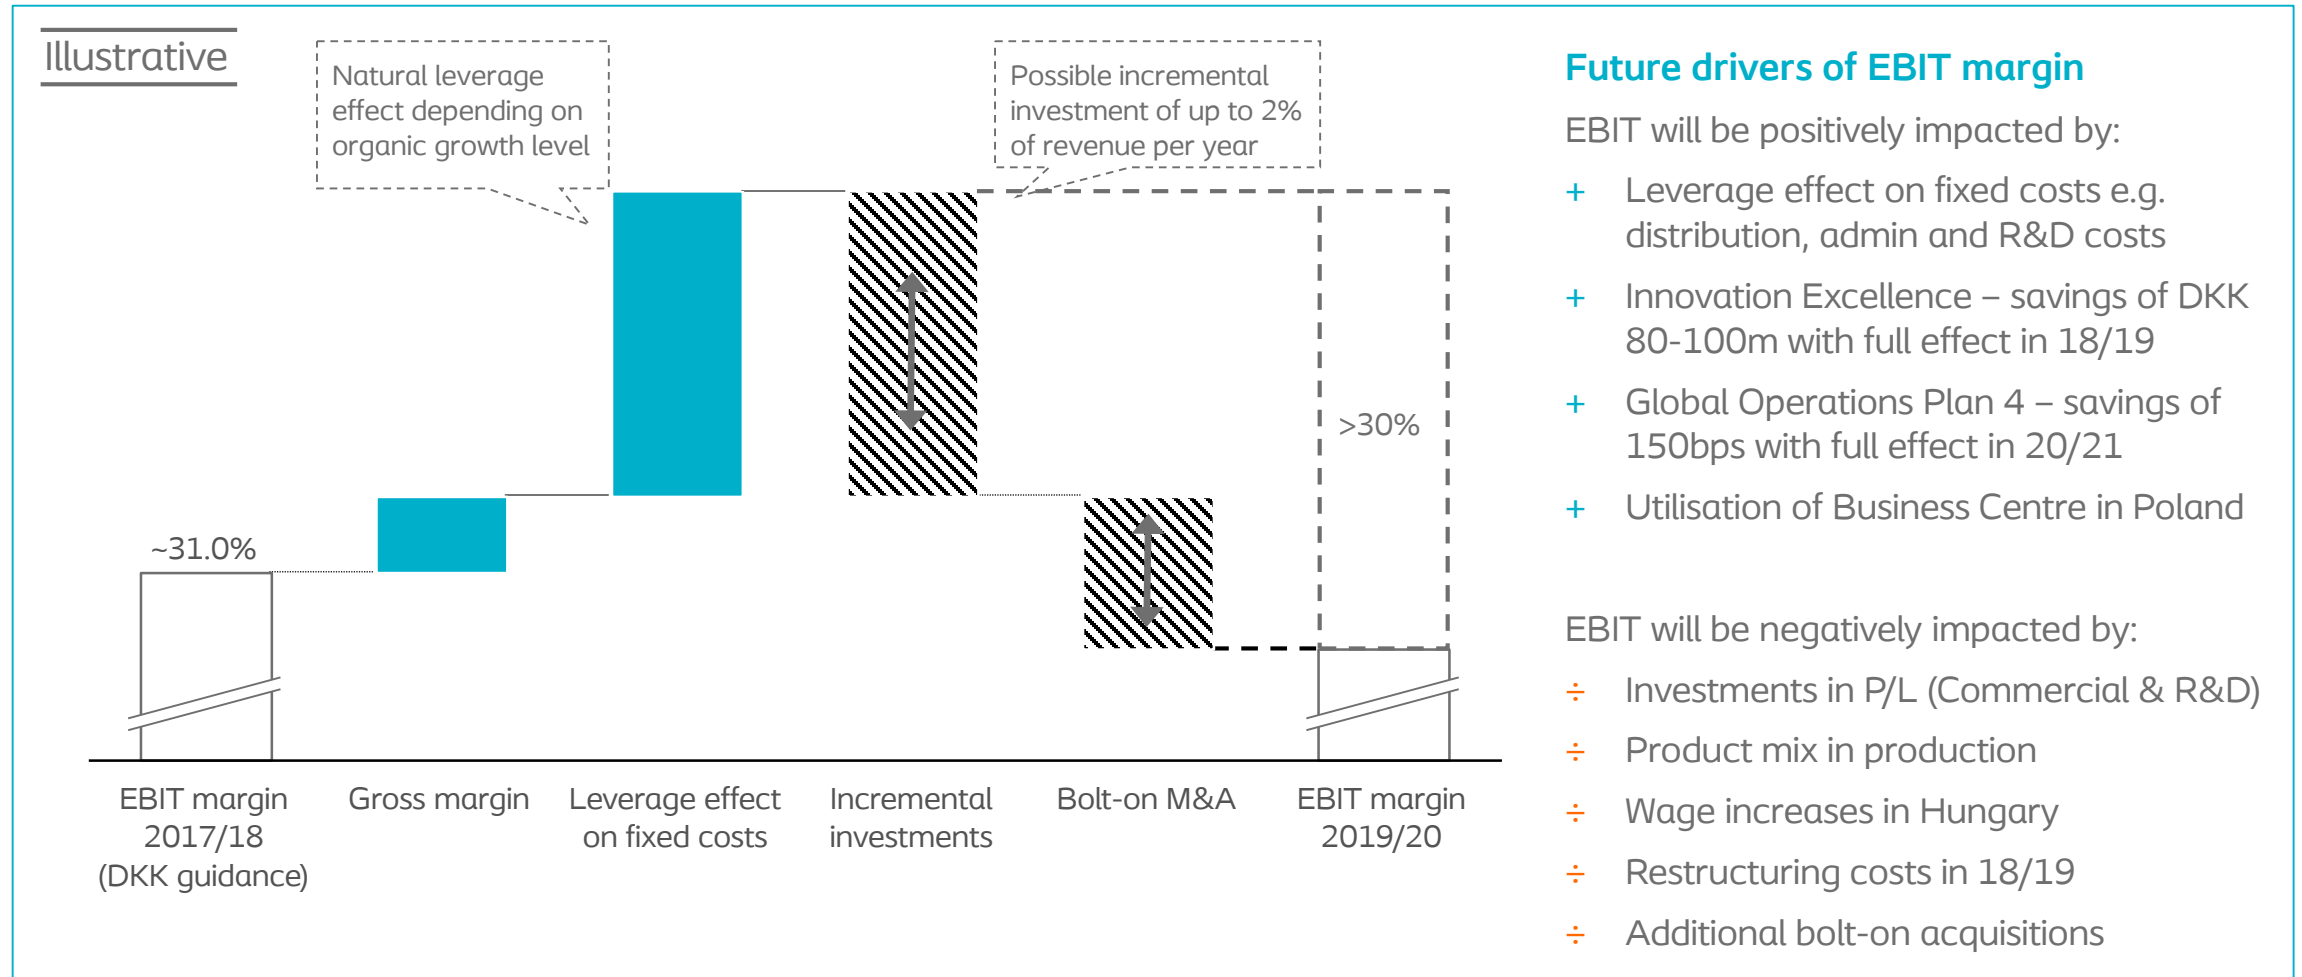 Illustrative
Natural leverage
effect depending on
organic growth level
Possible incremental
investment of up to 2%
of revenue per year
~31.0%
>30%
EBIT margin
2017/18
(DKK guidance)
Gross margin
Leverage effect
on fixed costs
Incremental
investments
Bolt-on M&A
EBIT margin
2019/20
Future drivers of EBIT margin
EBIT will be positively impacted by:
+ Leverage effect on fixed costs e.g.
distribution, admin and R&D costs
+ Innovation Excellence – savings of DKK
80-100m with full effect in 18/19
+ Global Operations Plan 4 – savings of
150bps with full effect in 20/21
+ Utilisation of Business Centre in Poland
EBIT will be negatively impacted by:
÷ Investments in P/L (Commercial & R&D)
÷ Product mix in production
÷ Wage increases in Hungary
÷ Restructuring costs in 18/19
÷ Additional bolt-on acquisitions